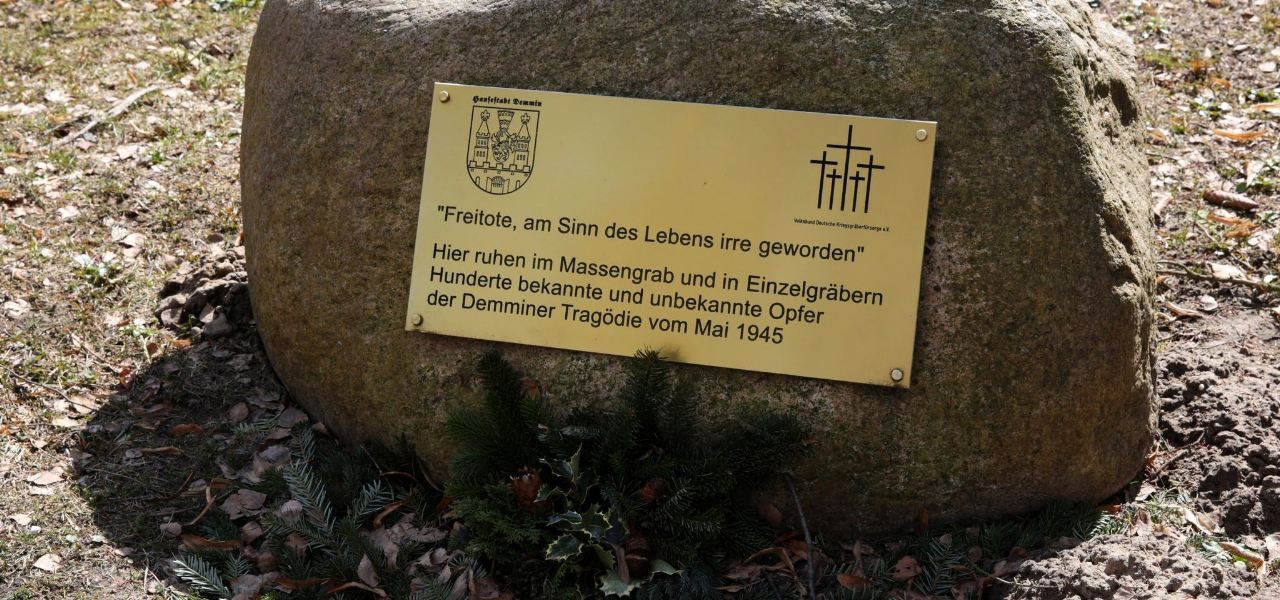 Hansestadt Demmin
Volksbund Deutsche Kriegsgräberfürsorge e.V.
"Freitote, am Sinn des Lebens irre geworden"
Hier ruhen im Massengrab und in Einzelgräbern
Hunderte bekannte und unbekannte Opfer
der Demminer Tragödie vom Mai 1945